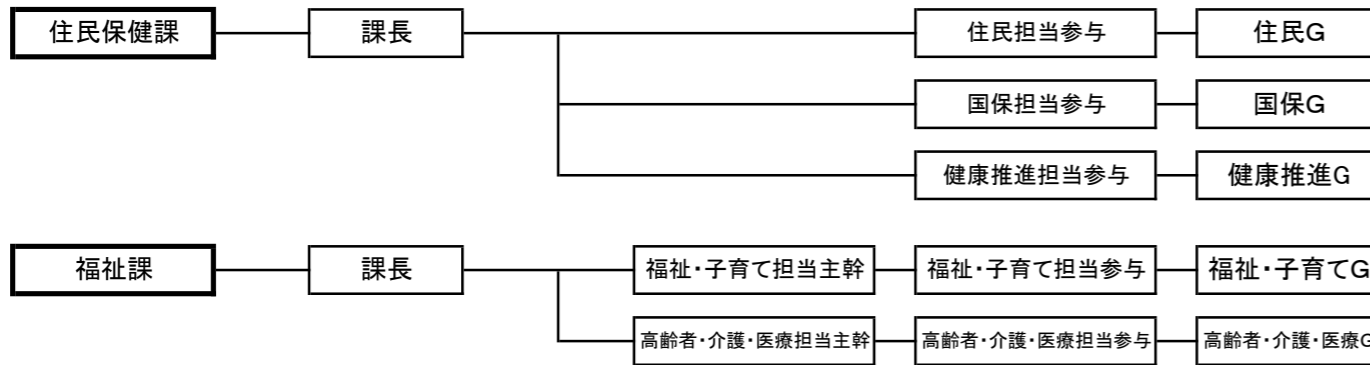 住民保健課 課長 住民担当参与 住民G
国保担当参与 国保G
健康推進担当参与 健康推進G
福祉課 課長 福祉・子育て担当主幹 福祉・子育て担当参与 福祉・子育てG
高齢者・介護・医療担当主幹 高齢者・介護・医療担当参与 高齢者・介護・医療G